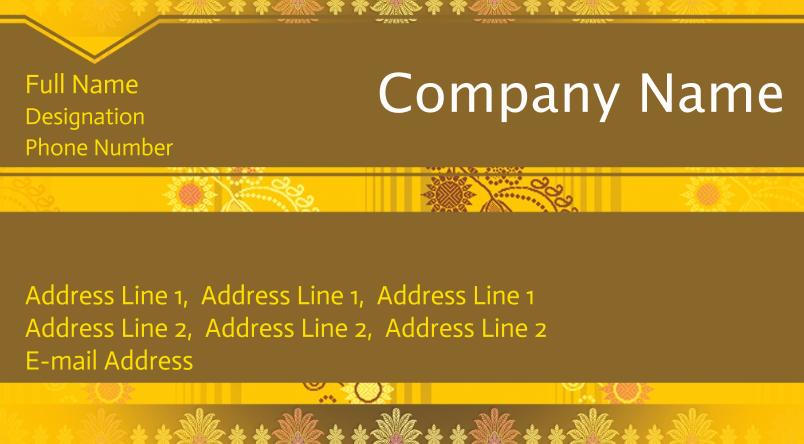 Company Name
Full Name
Designation
Phone Number
Address Line 1,  Address Line 1,  Address Line 1
Address Line 2,  Address Line 2,  Address Line 2
E-mail Address